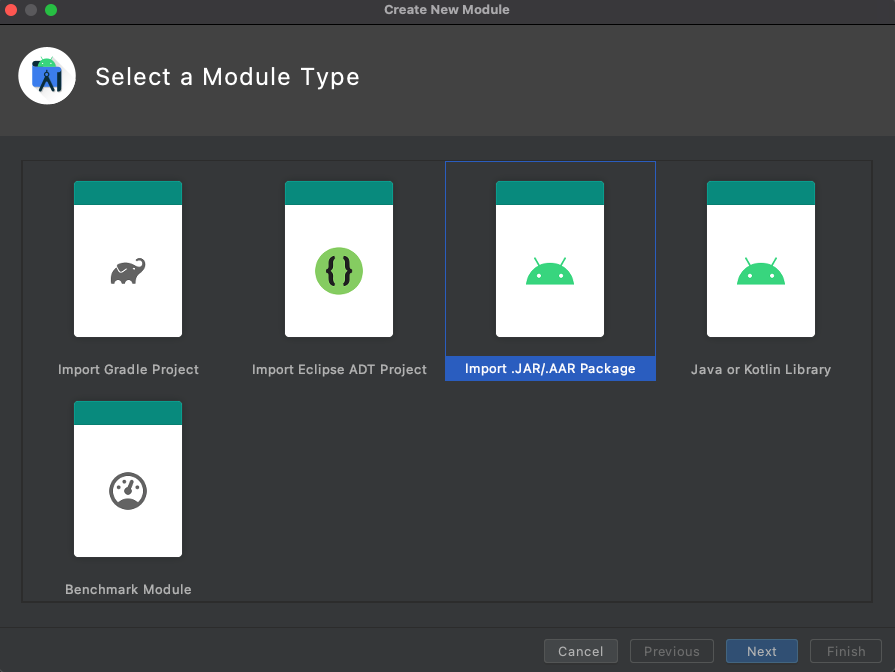 Create New Module
Select a Module Type
Import Gradle Project
Import Eclipse ADT Project
Import .JAR/.AAR Package
Java or Kotlin Library
Benchmark Module
Cancel
Previous
Next
Finish